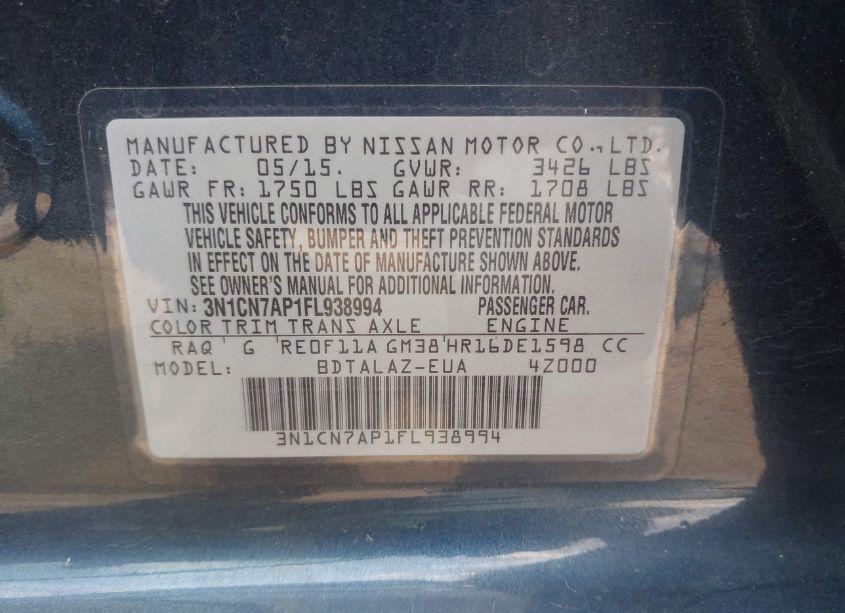 MANUFACTURED BY NISSAN MOTOR CO.,LTD.
DATE: 05/15. GVWR: 3426 LBS
GAWR FR: 1750 LBS GAWR RR: 1708 LBS
THIS VEHICLE CONFORMS TO ALL APPLICABLE FEDERAL MOTOR
VEHICLE SAFETY, BUMPER AND THEFT PREVENTION STANDARDS
IN EFFECT ON THE DATE OF MANUFACTURE SHOWN ABOVE.
SEE OWNER'S MANUAL FOR ADDITIONAL INFORMATION.
VIN: 3N1CN7AP1FL938994 PASSENGER CAR.
COLOR TRIM TRANS AXLE ENGINE
RAQ G RE0F11A GM38 HR16DE1598 CC
MODEL: BDTALAZ-EUA 4Z000
3N1CN7AP1FL938994